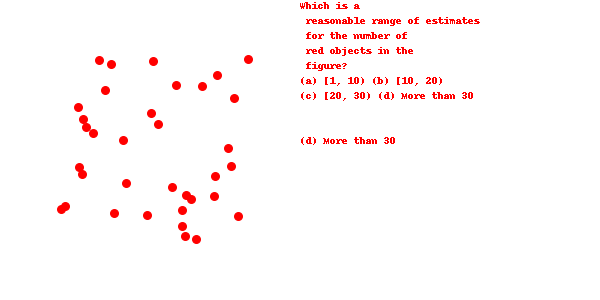 Which is a
reasonable range of estimates
for the number of
red objects in the
figure?
(a) [1, 10) (b) [10, 20)
(c) [20, 30) (d) More than 30
(d) More than 30